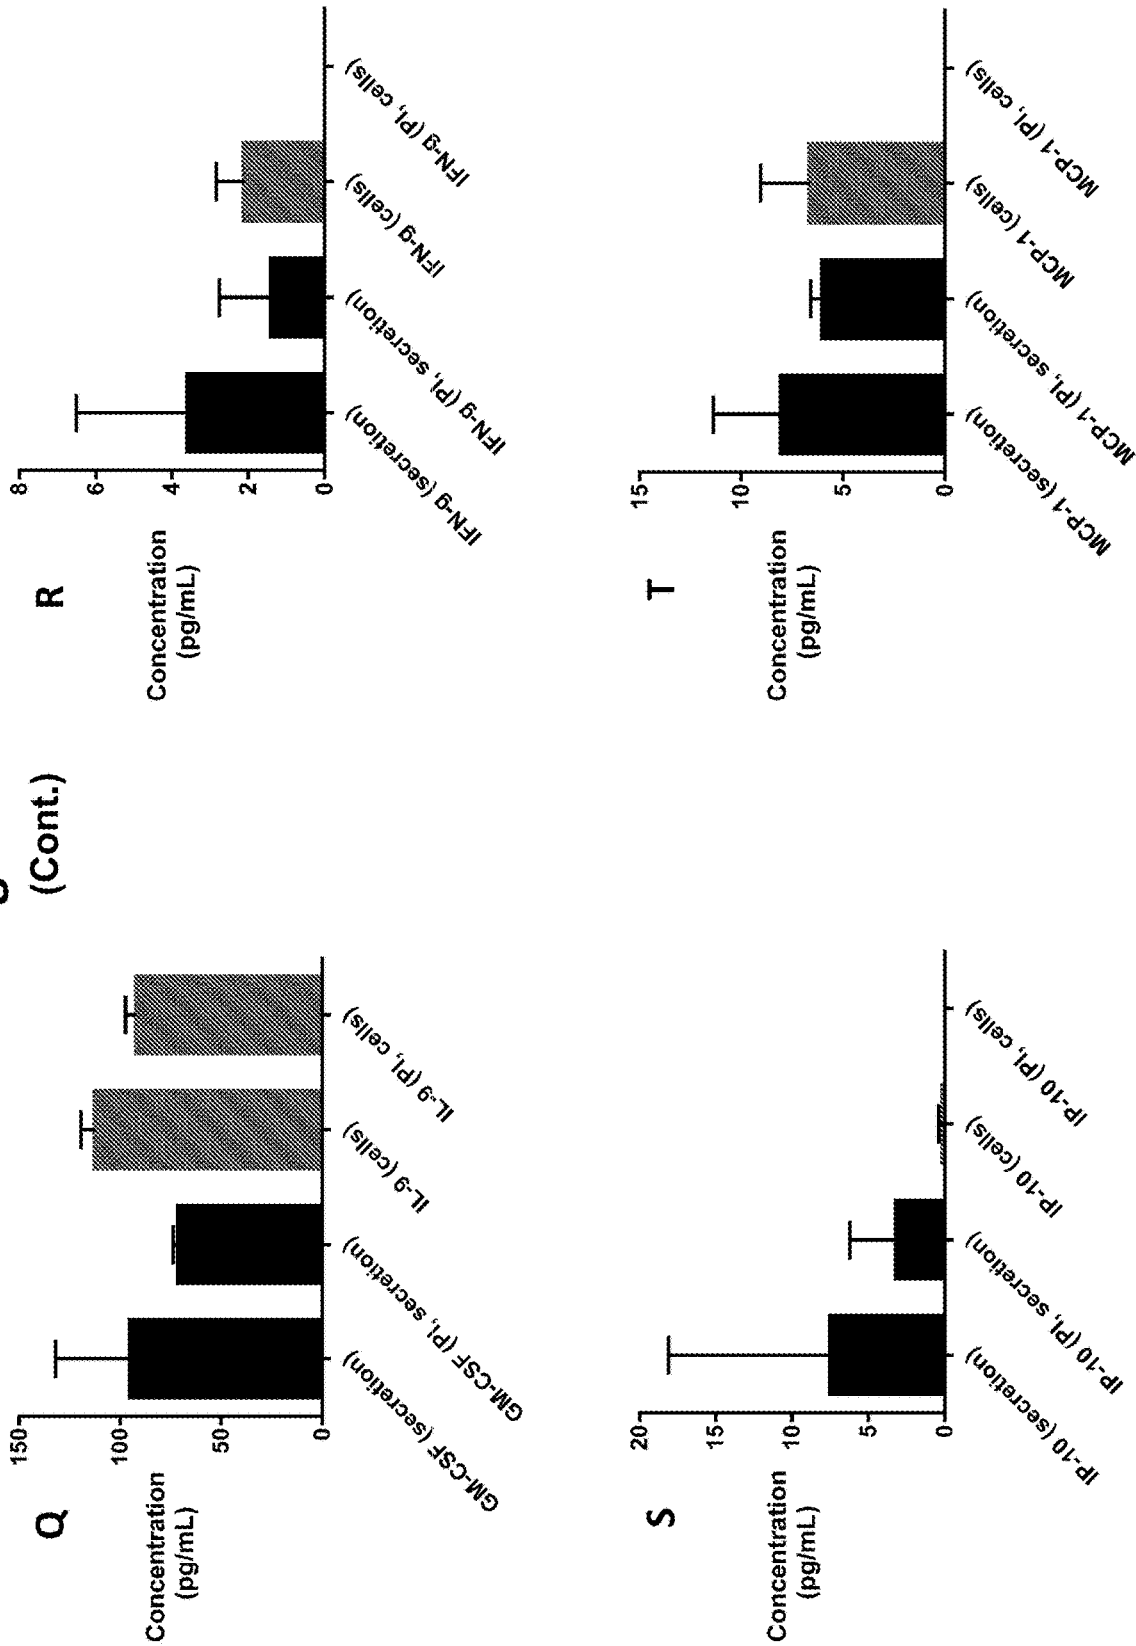 (Cont.)
Q
Concentration
(pg/mL)
150
100
50
0
GM-CSF (secretion)
GM-CSF (PI, secretion)
IL-9 (cells)
IL-9 (PI, cells)
R
Concentration
(pg/mL)
8
6
4
2
0
IFN-g (secretion)
IFN-g (PI, secretion)
IFN-g (cells)
IFN-g (PI, cells)
S
Concentration
(pg/mL)
20
15
10
5
0
IP-10 (secretion)
IP-10 (PI, secretion)
IP-10 (cells)
IP-10 (PI, cells)
T
Concentration
(pg/mL)
15
10
5
0
MCP-1 (secretion)
MCP-1 (PI, secretion)
MCP-1 (cells)
MCP-1 (PI, cells)